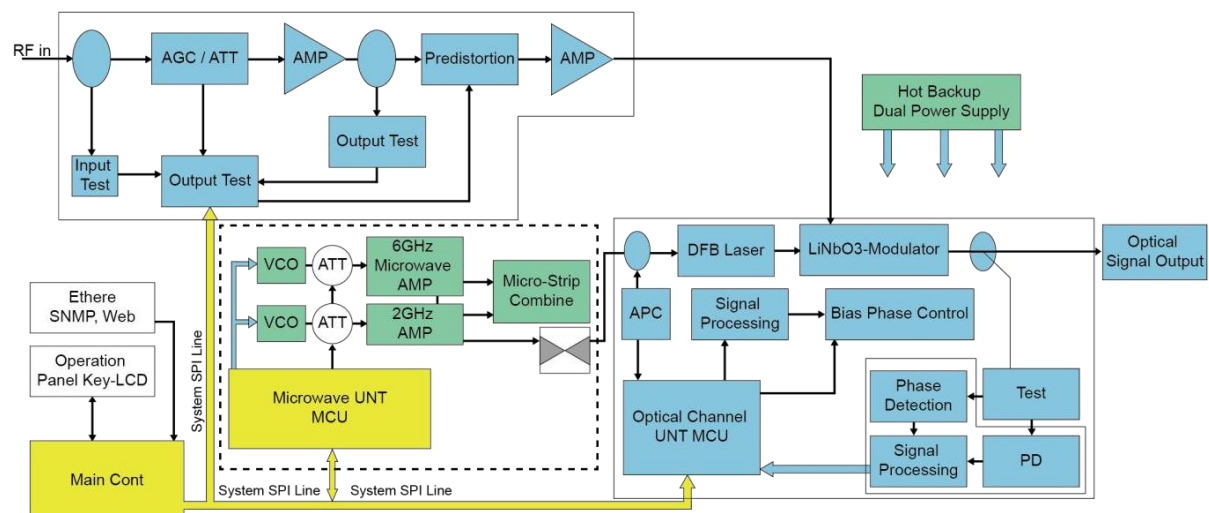 RF in
AGC / ATT
AMP
Predistortion
AMP
Hot Backup
Dual Power Supply
Input
Test
Output Test
Output Test
System SPI Line
VCO
ATT
6GHz
Microwave
AMP
Micro-Strip
Combine
VCO
ATT
2GHz
AMP
Microwave UNT
MCU
Ethere
SNMP, Web
Operation
Panel Key-LCD
Main Cont
System SPI Line
System SPI Line
DFB Laser
LiNbO3-Modulator
Optical
Signal Output
APC
Signal
Processing
Bias Phase Control
Optical Channel
UNT MCU
Phase
Detection
Test
Signal
Processing
PD